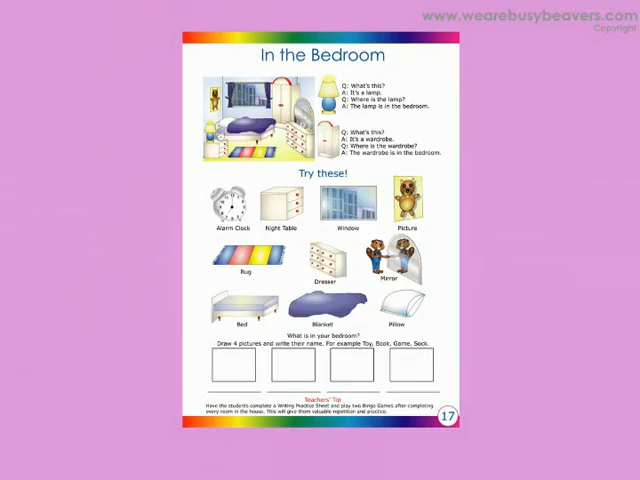 www.wearebusybeavers.com
Copyright
In the Bedroom
Q: What's this?
A: It's a lamp.
Q: Where is the lamp?
A: The lamp is in the bedroom.
Q: What's this?
A: It's a wardrobe.
Q: Where is the wardrobe?
A: The wardrobe is in the bedroom.
Try these!
Alarm Clock Night Table Window Picture
Rug Dresser Mirror
Bed Blanket Pillow
What is in your bedroom?
Draw 4 pictures and write their name. For example Toy, Book, Game, Sock.
Teachers' Tip
Have the students complete a Writing Practice Sheet and play two Bingo Games after completing
every room in the house. This will give them valuable repetition and practice.
17